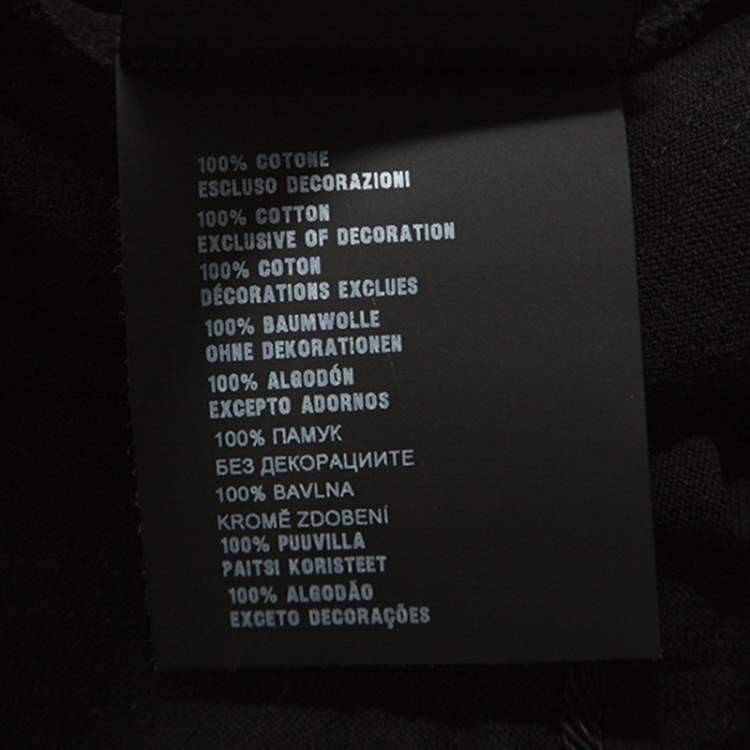 100% COTONE
ESCLUSO DECORAZIONI
100% COTTON
EXCLUSIVE OF DECORATION
100% COTON
DÉCORATIONS EXCLUES
100% BAUMWOLLE
OHNE DEKORATIONEN
100% ALGODÓN
EXCEPTO ADORNOS
100% ПАМУК
БЕЗ ДЕКОРАЦИИТЕ
100% BAVLNA
KROMĚ ZDOBENÍ
100% PUUVILLA
PAITSI KORISTEET
100% ALGODÃO
EXCETO DECORAÇÕES